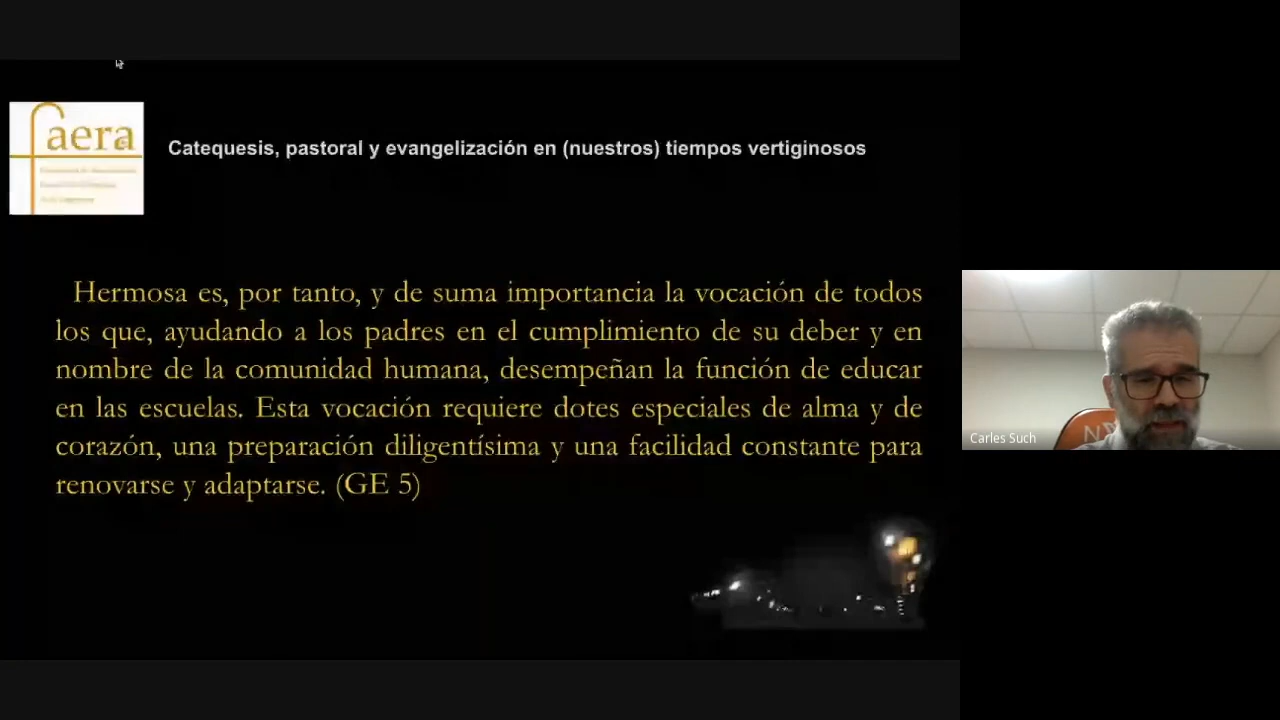 aera
Catequesis, pastoral y evangelización en (nuestros) tiempos vertiginosos
Hermosa es, por tanto, y de suma importancia la vocación de todos
los que, ayudando a los padres en el cumplimiento de su deber y en
nombre de la comunidad humana, desempeñan la función de educar
en las escuelas. Esta vocación requiere dotes especiales de alma y de
corazón, una preparación diligentísima y una facilidad constante para
renovarse y adaptarse. (GE 5)
Carles Such